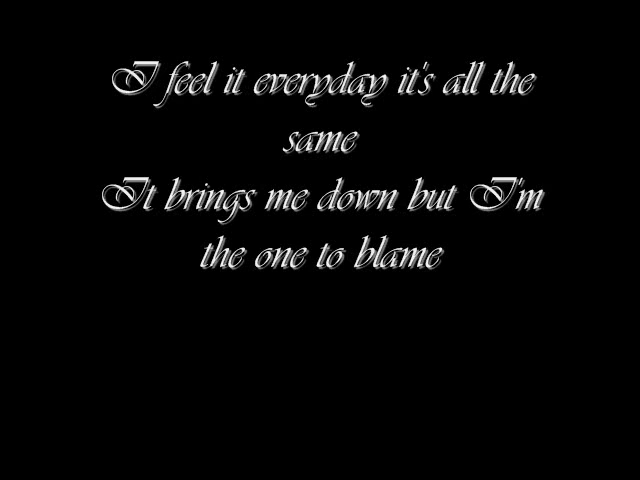 I feel it everyday it's all the
same
It brings me down but I'm
the one to blame